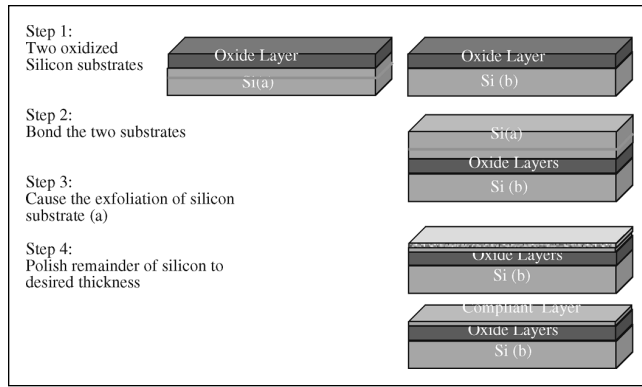 Step 1:
Two oxidized
Silicon substrates
Oxide Layer
Si(a)
Oxide Layer
Si (b)
Step 2:
Bond the two substrates
Si(a)
Oxide Layers
Si (b)
Step 3:
Cause the exfoliation of silicon
substrate (a)
Step 4:
Polish remainder of silicon to
desired thickness
Oxide Layers
Si (b)
Compliant Layer
Oxide Layers
Si (b)